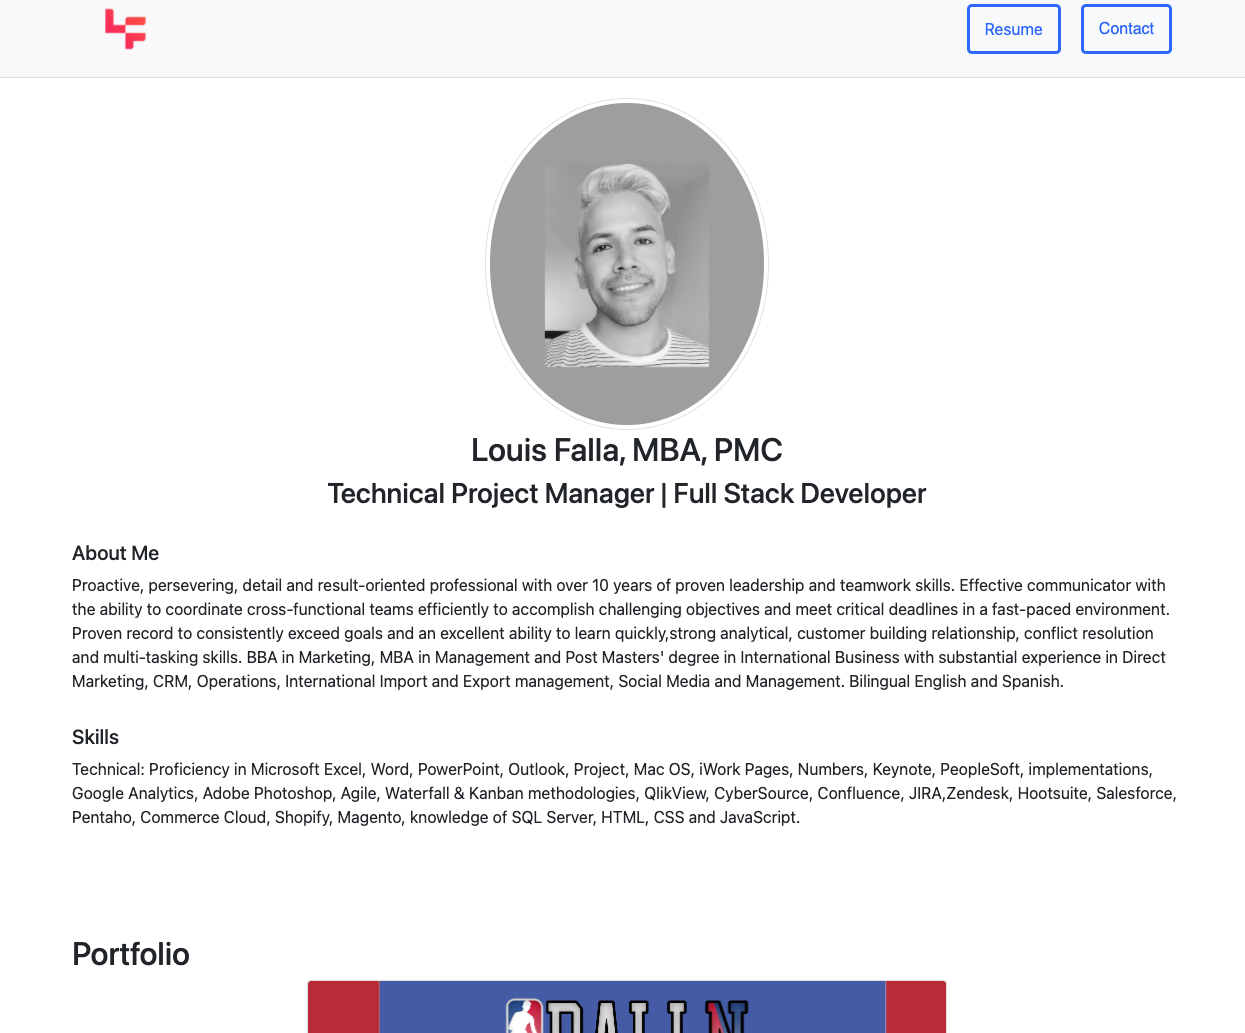 LF
Resume
Contact
Louis Falla, MBA, PMC
Technical Project Manager | Full Stack Developer
About Me
Proactive, persevering, detail and result-oriented professional with over 10 years of proven leadership and teamwork skills. Effective communicator with
the ability to coordinate cross-functional teams efficiently to accomplish challenging objectives and meet critical deadlines in a fast-paced environment.
Proven record to consistently exceed goals and an excellent ability to learn quickly,strong analytical, customer building relationship, conflict resolution
and multi-tasking skills. BBA in Marketing, MBA in Management and Post Masters' degree in International Business with substantial experience in Direct
Marketing, CRM, Operations, International Import and Export management, Social Media and Management. Bilingual English and Spanish.
Skills
Technical: Proficiency in Microsoft Excel, Word, PowerPoint, Outlook, Project, Mac OS, iWork Pages, Numbers, Keynote, PeopleSoft, implementations,
Google Analytics, Adobe Photoshop, Agile, Waterfall & Kanban methodologies, QlikView, CyberSource, Confluence, JIRA,Zendesk, Hootsuite, Salesforce,
Pentaho, Commerce Cloud, Shopify, Magento, knowledge of SQL Server, HTML, CSS and JavaScript.
Portfolio